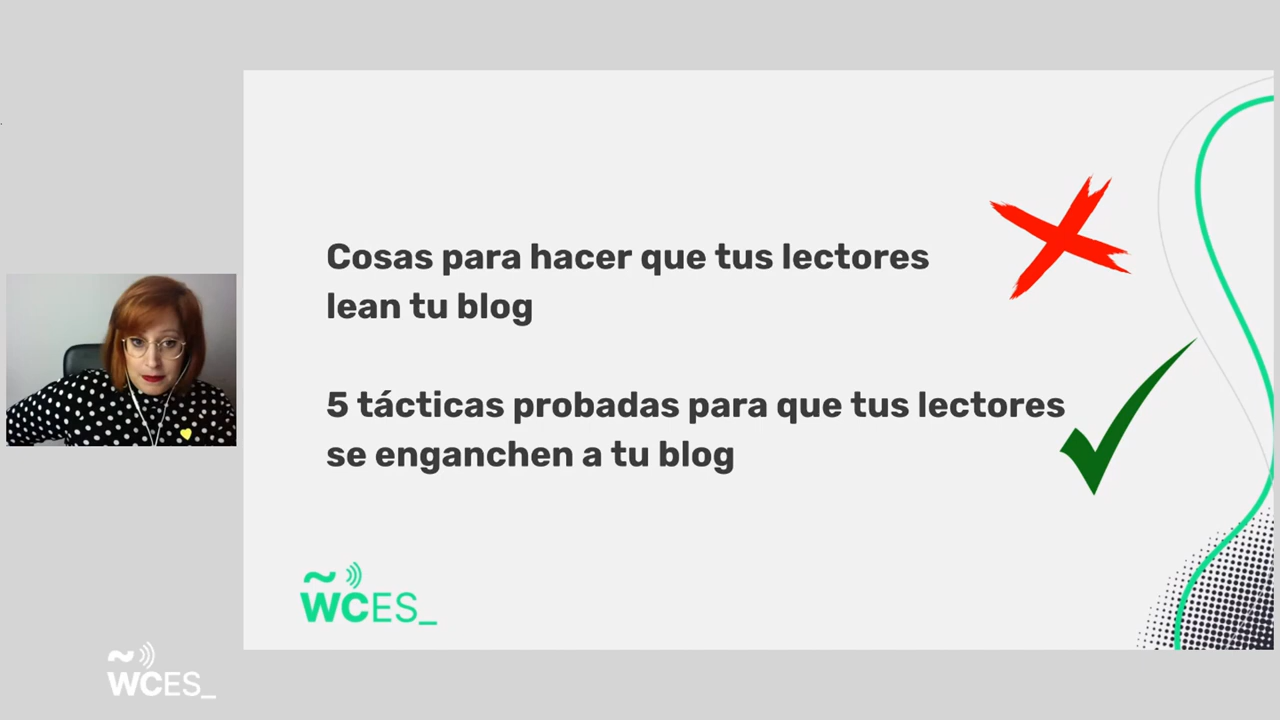 Cosas para hacer que tus lectores
lean tu blog
5 tácticas probadas para que tus lectores
se enganchen a tu blog
WCES_
WCES_